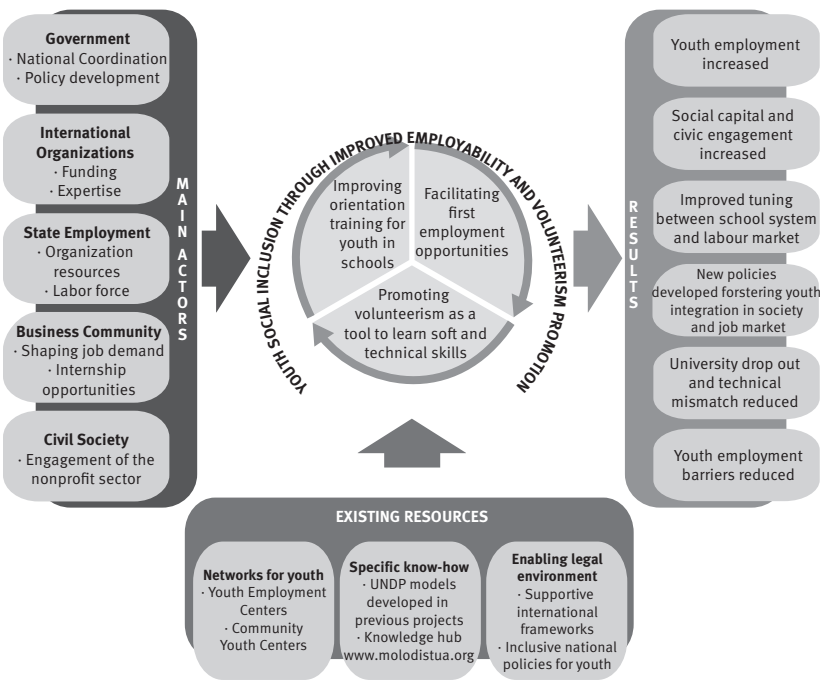 Government
· National Coordination
· Policy development
International
Organizations
· Funding
· Expertise
State Employment
· Organization
resources
· Labor force
Business Community
· Shaping job demand
· Internship
opportunities
Civil Society
· Engagement of the
nonprofit sector
MAIN ACTORS
YOUTH SOCIAL INCLUSION THROUGH IMPROVED EMPLOYABILITY AND VOLUNTEERISM PROMOTION
Improving
orientation
training for
youth in
schools
Facilitating
first
employment
opportunities
Promoting
volunteerism as a
tool to learn soft and
technical skills
RESULTS
Youth employment
increased
Social capital and
civic engagement
increased
Improved tuning
between school system
and labour market
New policies
developed forstering youth
integration in society
and job market
University drop out
and technical
mismatch reduced
Youth employment
barriers reduced
EXISTING RESOURCES
Networks for youth
· Youth Employment
Centers
· Community
Youth Centers
Specific know-how
· UNDP models
developed in
previous projects
· Knowledge hub
www.molodistua.org
Enabling legal
environment
· Supportive
international
frameworks
· Inclusive national
policies for youth